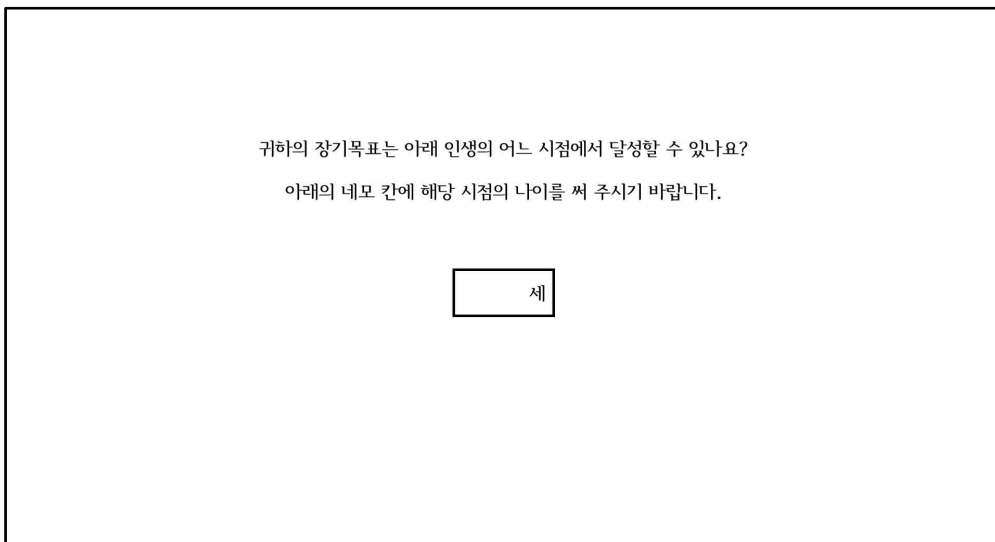 귀하의 장기목표는 아래 인생의 어느 시점에서 달성할 수 있나요?
아래의 네모 칸에 해당 시점의 나이를 써 주시기 바랍니다.
세